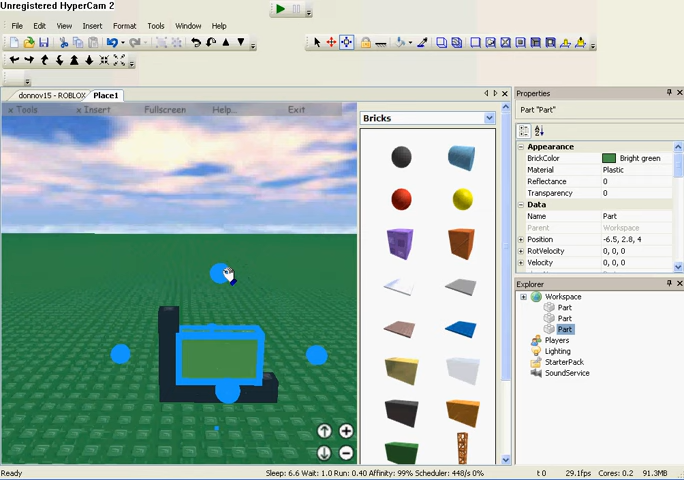 Unregistered HyperCam 2
File Edit View Insert Format Tools Window Help
donnov15 - ROBLOX Place1
x Tools x Insert Fullscreen Help... Exit
Bricks
Properties
Part "Part"
Appearance
BrickColor Bright green
Material Plastic
Reflectance 0
Transparency 0
Data
Name Part
Parent Workspace
Position -6.5, 2.8, 4
RotVelocity 0, 0, 0
Velocity 0, 0, 0
Explorer
Workspace
Part
Part
Part
Players
Lighting
StarterPack
SoundService
Ready Sleep: 6.6 Wait: 1.0 Run: 0.40 Affinity: 99% Scheduler: 448/s 0% t 0 29.1fps Cores: 0.2 91.3MB